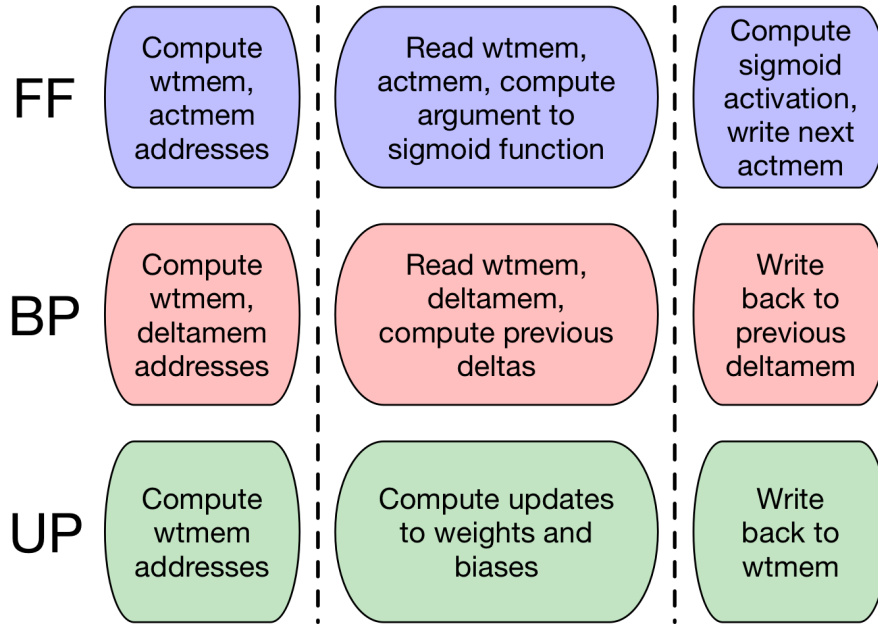 FF
Compute
wtmem,
actmem
addresses
Read wtmem,
actmem, compute
argument to
sigmoid function
Compute
sigmoid
activation,
write next
actmem
BP
Compute
wtmem,
deltamem
addresses
Read wtmem,
deltamem,
compute previous
deltas
Write
back to
previous
deltamem
UP
Compute
wtmem
addresses
Compute updates
to weights and
biases
Write
back to
wtmem